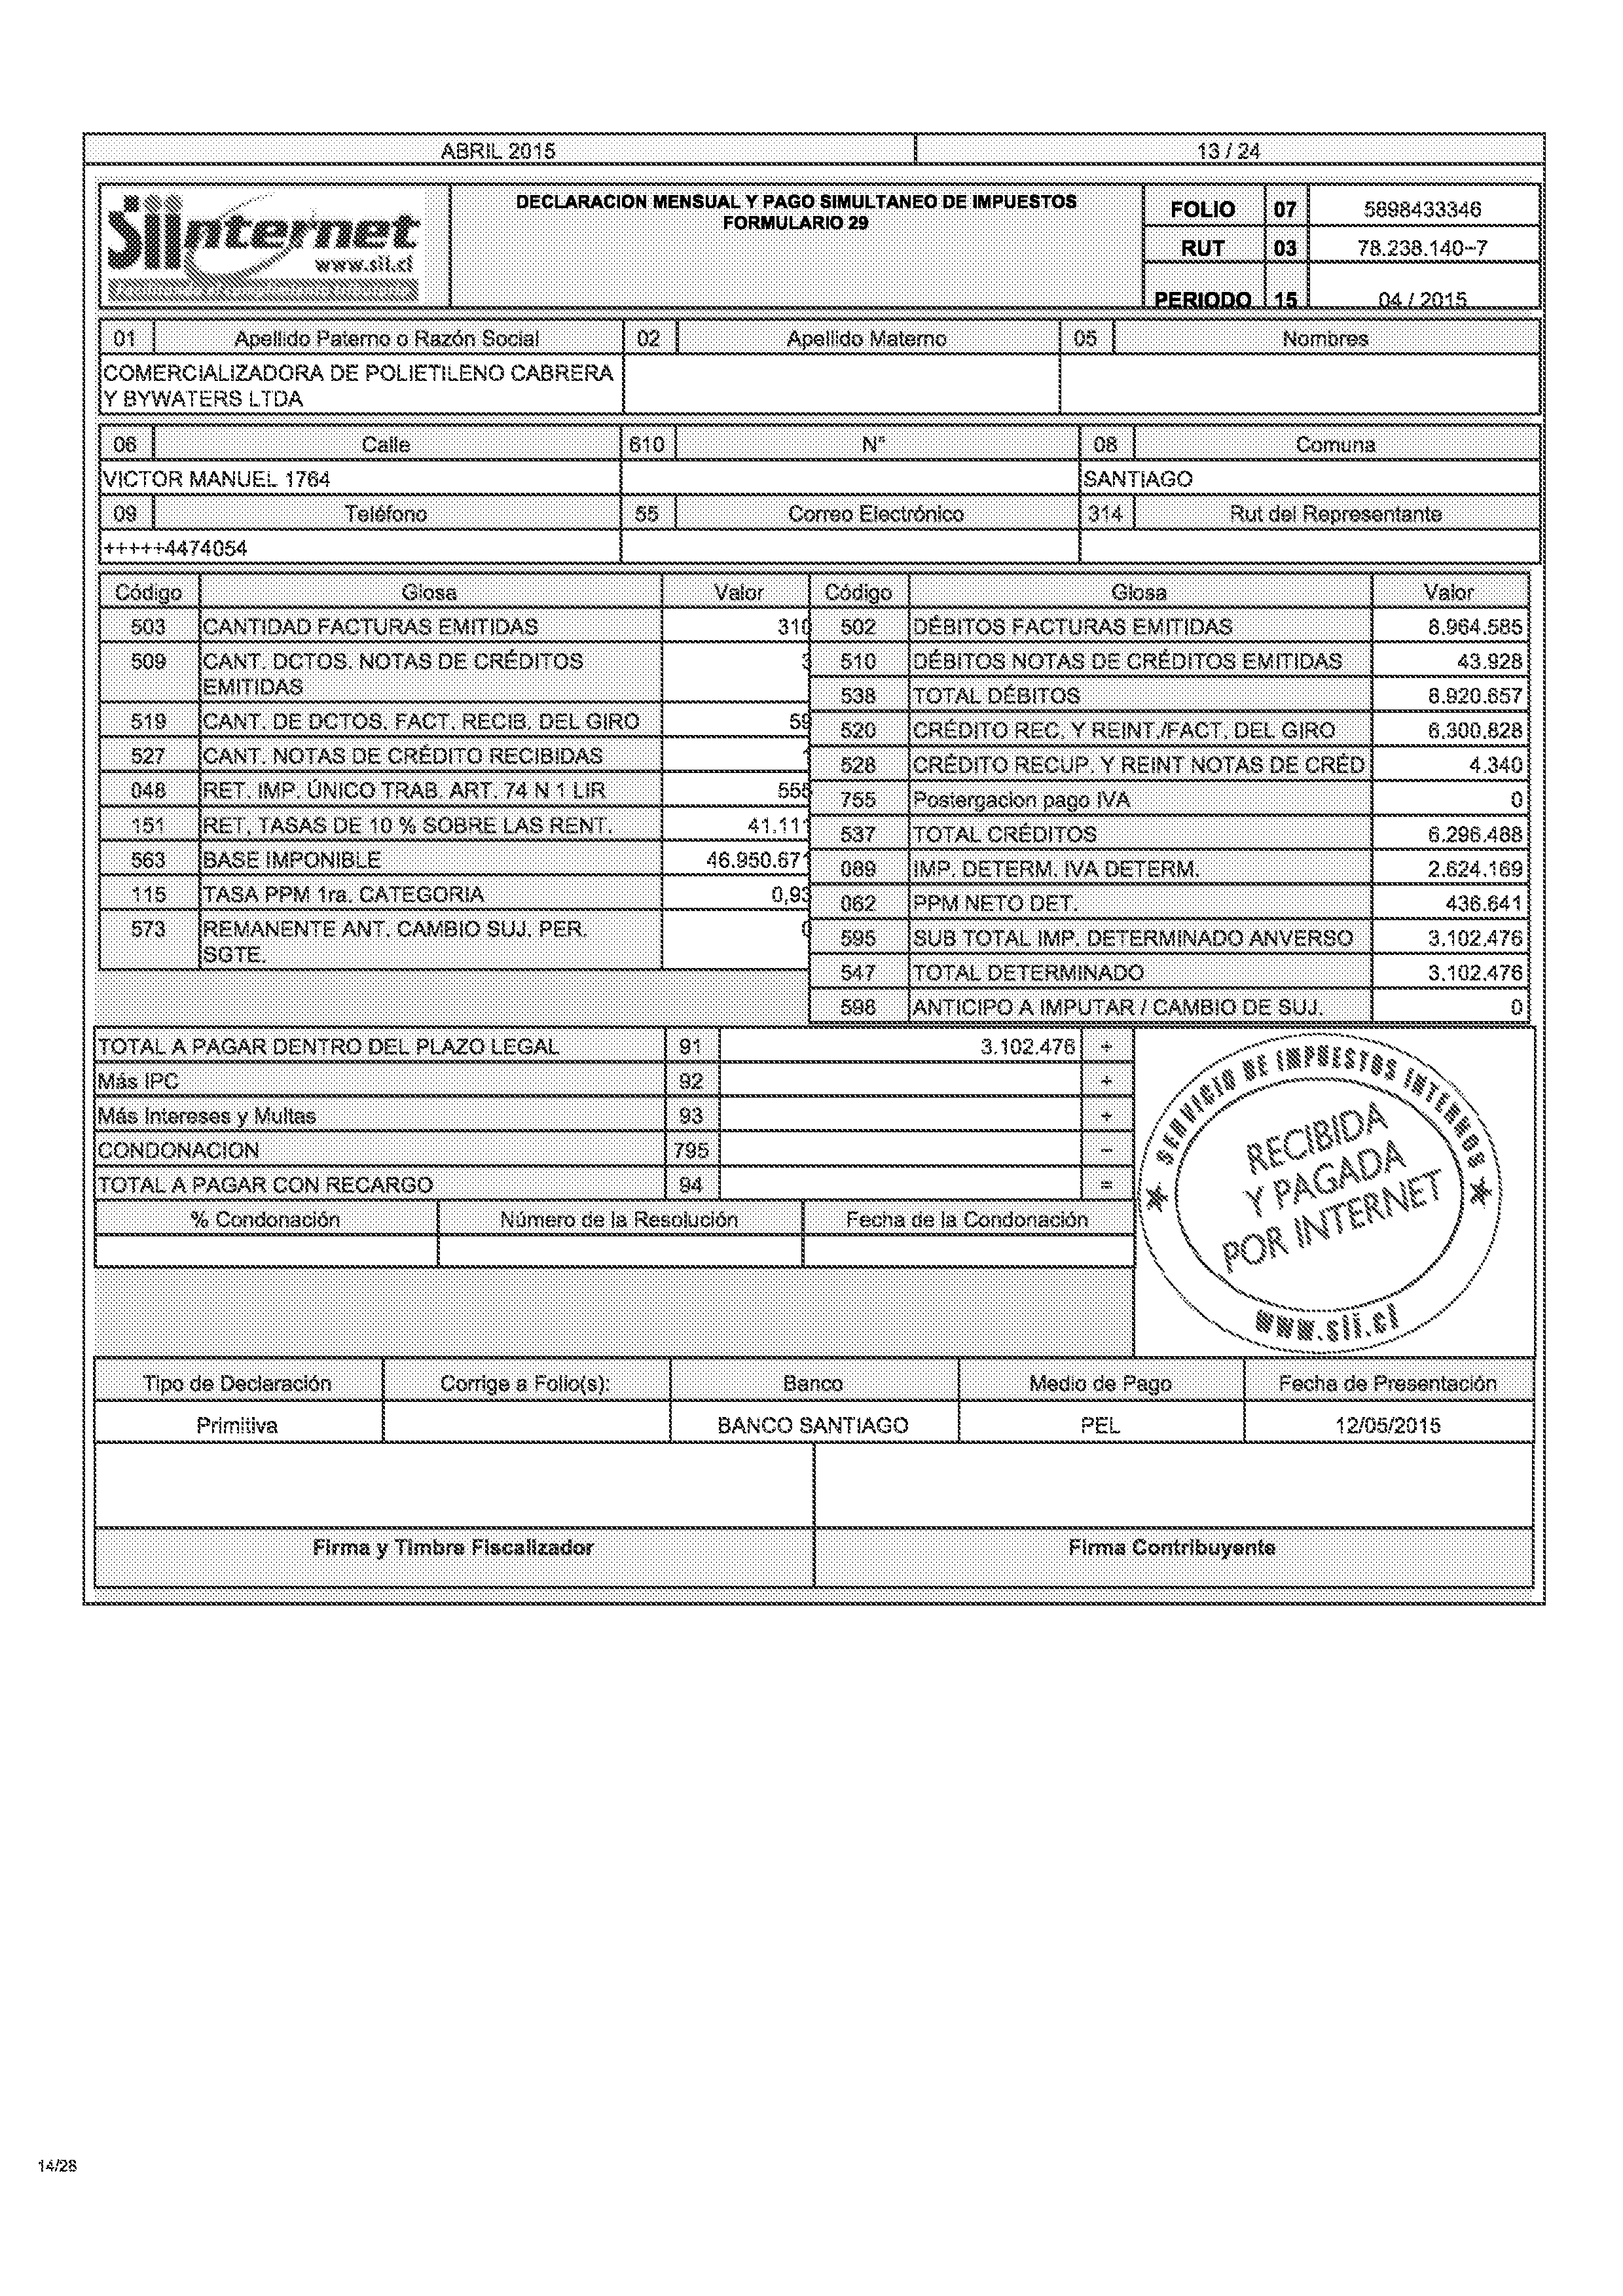 ABRIL 2015 13 / 24
siinternet
www.sii.cl
DECLARACION MENSUAL Y PAGO SIMULTANEO DE IMPUESTOS
FORMULARIO 29
FOLIO 07 5898433346
RUT 03 78.238.140-7
PERIODO 15 04 / 2015
01 Apellido Paterno o Razón Social 02 Apellido Materno 05 Nombres
COMERCIALIZADORA DE POLIETILENO CABRERA
Y BYWATERS LTDA
06 Calle 610 N° 08 Comuna
VICTOR MANUEL 1764 SANTIAGO
09 Teléfono 55 Correo Electrónico 314 Rut del Representante
+++++4474054
Código Glosa Valor
503 CANTIDAD FACTURAS EMITIDAS 310
509 CANT. DCTOS. NOTAS DE CRÉDITOS 3
EMITIDAS
519 CANT. DE DCTOS. FACT. RECIB. DEL GIRO 59
527 CANT. NOTAS DE CRÉDITO RECIBIDAS 1
048 RET. IMP. ÚNICO TRAB. ART. 74 N 1 LIR 555
151 RET, TASAS DE 10 % SOBRE LAS RENT. 41.111
563 BASE IMPONIBLE 46.950.671
115 TASA PPM 1ra. CATEGORIA 0,93
573 REMANENTE ANT. CAMBIO SUJ. PER. 0
SGTE.
Código Glosa Valor
502 DÉBITOS FACTURAS EMITIDAS 8.964.585
510 DÉBITOS NOTAS DE CRÉDITOS EMITIDAS 43.928
538 TOTAL DÉBITOS 8.920.657
520 CRÉDITO REC. Y REINT./FACT. DEL GIRO 6.300.828
528 CRÉDITO RECUP. Y REINT NOTAS DE CRÉD 4.340
755 Postergacion pago IVA 0
537 TOTAL CRÉDITOS 6.296.488
089 IMP. DETERM. IVA DETERM. 2.624.169
062 PPM NETO DET. 436.641
595 SUB TOTAL IMP. DETERMINADO ANVERSO 3.102.476
547 TOTAL DETERMINADO 3.102.476
598 ANTICIPO A IMPUTAR / CAMBIO DE SUJ. 0
TOTAL A PAGAR DENTRO DEL PLAZO LEGAL 91 3.102.476 +
Más IPC 92 +
Más Intereses y Multas 93 +
CONDONACION 795 -
TOTAL A PAGAR CON RECARGO 94 =
% Condonación Número de la Resolución Fecha de la Condonación
SERVICIO DE IMPUESTOS INTERNOS
RECIBIDA
Y PAGADA
POR INTERNET
www.sii.cl
Tipo de Declaración Corrige a Folio(s): Banco Medio de Pago Fecha de Presentación
Primitiva BANCO SANTIAGO PEL 12/05/2015
Firma y Timbre Fiscalizador Firma Contribuyente
14/28